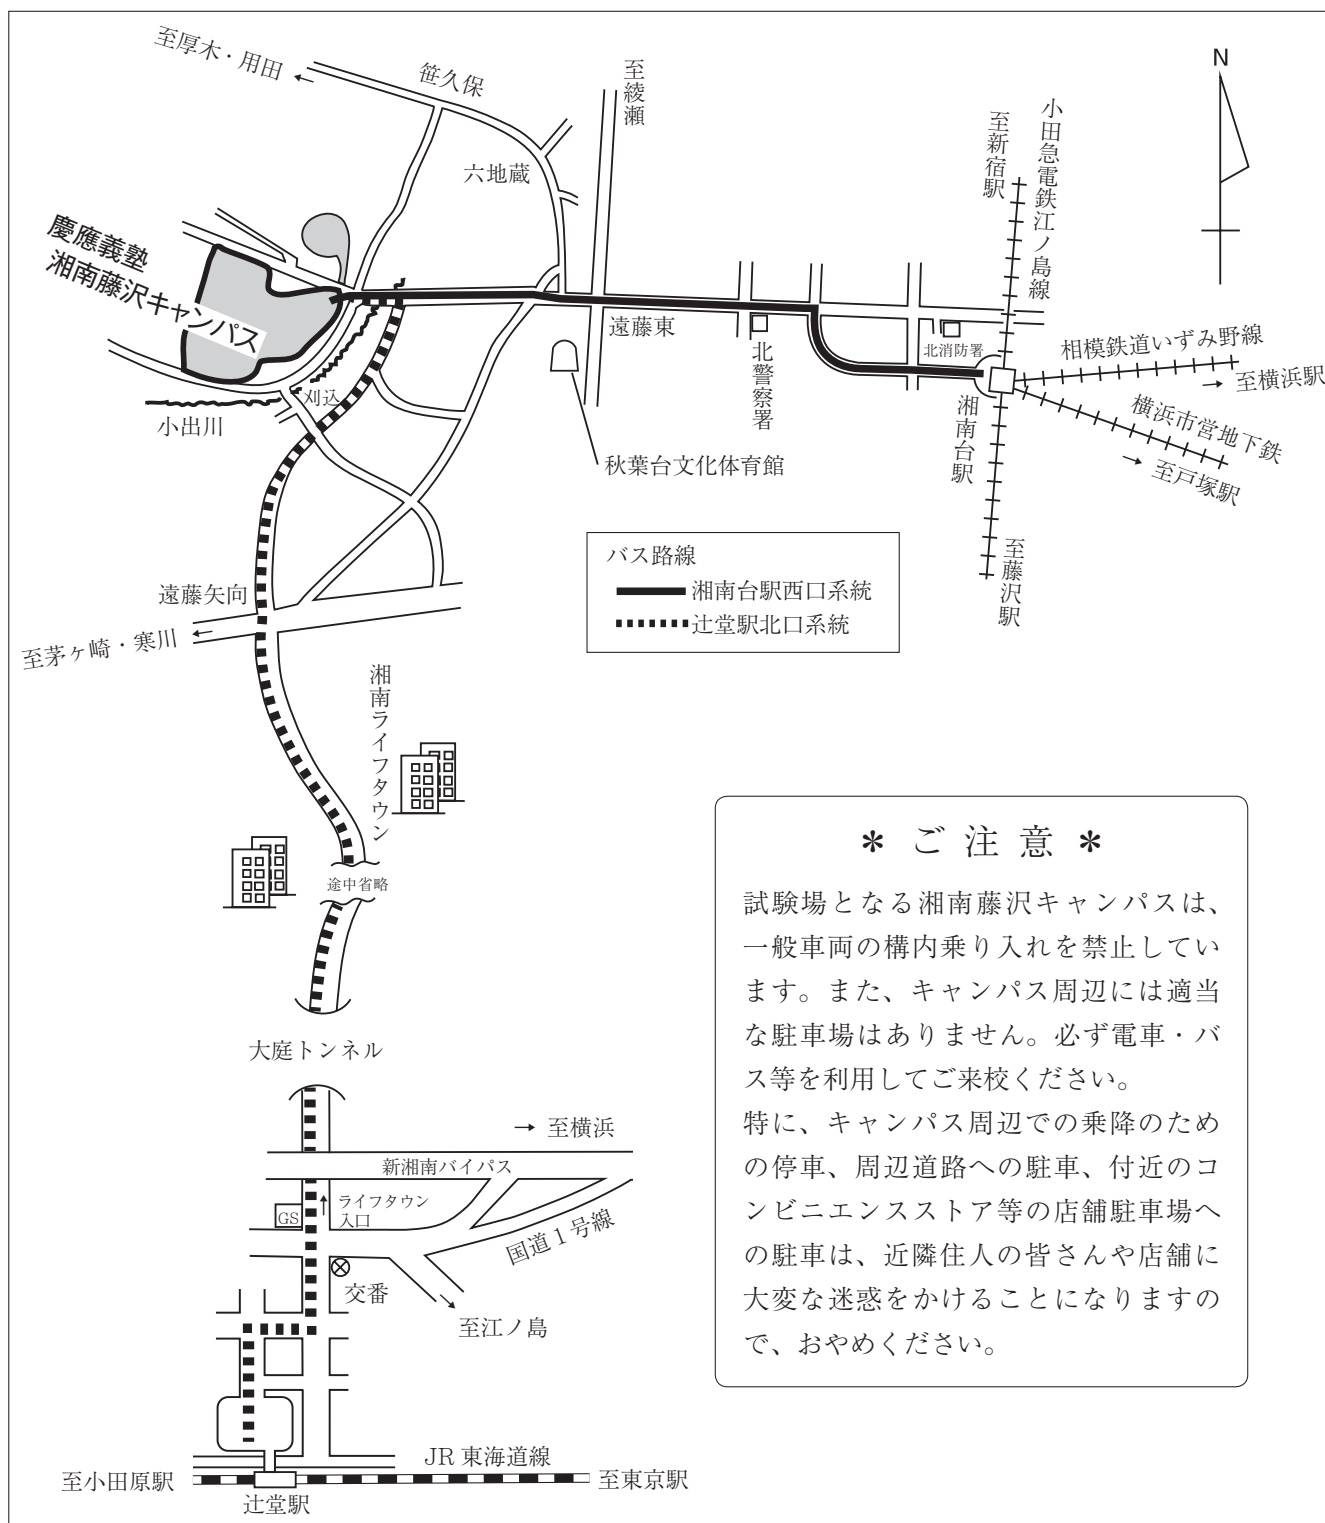 至厚木・用田
笹久保
至綾瀬
N
小田急電鉄江ノ島線
至新宿駅
六地蔵
慶應義塾
湘南藤沢キャンパス
遠藤東
北警察署
北消防署
相模鉄道いずみ野線
至横浜駅
横浜市営地下鉄
至戸塚駅
湘南台駅
至藤沢駅
刈込
小出川
秋葉台文化体育館
バス路線
湘南台駅西口系統
辻堂駅北口系統
遠藤矢向
至茅ヶ崎・寒川
湘南ライフタウン
途中省略
大庭トンネル
至横浜
新湘南バイパス
GS
ライフタウン
入口
国道1号線
交番
至江ノ島
JR 東海道線
至小田原駅
至東京駅
辻堂駅
＊ ご 注 意 ＊
試験場となる湘南藤沢キャンパスは、
一般車両の構内乗り入れを禁止してい
ます。また、キャンパス周辺には適当
な駐車場はありません。必ず電車・バ
ス等を利用してご来校ください。
特に、キャンパス周辺での乗降のため
の停車、周辺道路への駐車、付近のコ
ンビニエンスストア等の店舗駐車場へ
の駐車は、近隣住人の皆さんや店舗に
大変な迷惑をかけることになりますの
で、おやめください。